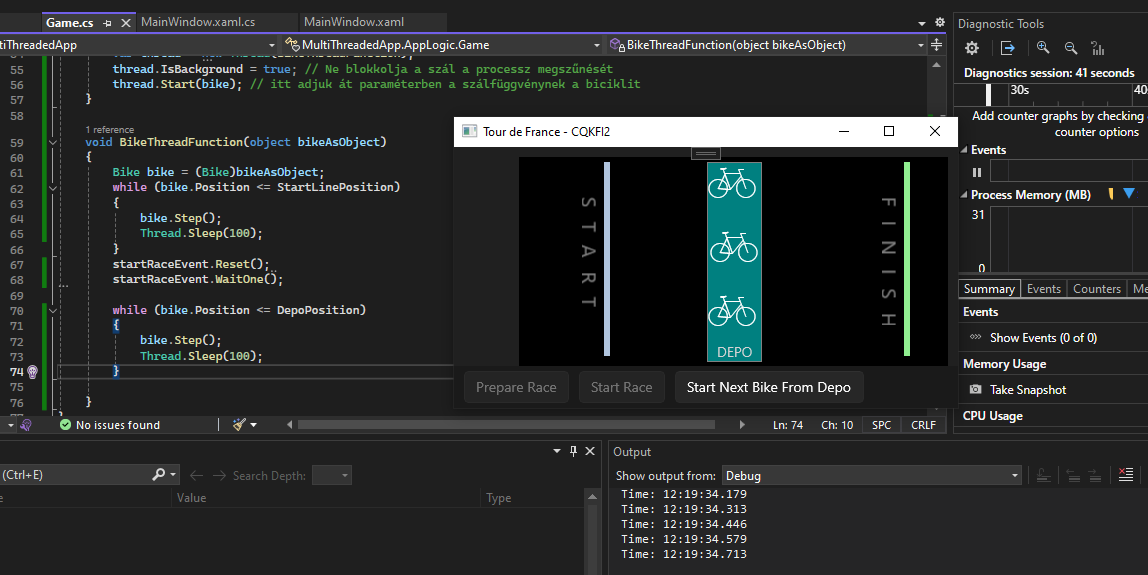 Game.cs
MainWindow.xaml.cs
MainWindow.xaml
ltiThreadedApp
MultiThreadedApp.AppLogic.Game
BikeThreadFunction(object bikeAsObject)
55 thread.IsBackground = true; // Ne blokkolja a szál a processz megszűnését
56 thread.Start(bike); // itt adjuk át paraméterben a szálfüggvénynek a biciklit
57 }
58
1 reference
59 void BikeThreadFunction(object bikeAsObject)
60 {
61 Bike bike = (Bike)bikeAsObject;
62 while (bike.Position <= StartLinePosition)
63 {
64 bike.Step();
65 Thread.Sleep(100);
66 }
67 startRaceEvent.Reset();
68 startRaceEvent.WaitOne();
69
70 while (bike.Position <= DepoPosition)
71 {
72 bike.Step();
73 Thread.Sleep(100);
74 }
75
76 }
No issues found
Ln: 74 Ch: 10 SPC CRLF
Tour de France - CQKFI2
START
DEPO
FINISH
Prepare Race
Start Race
Start Next Bike From Depo
Diagnostic Tools
Diagnostics session: 41 seconds
30s 40
Add counter graphs by checking
counter options
Events
Process Memory (MB)
31
0
Summary Events Counters Me
Events
Show Events (0 of 0)
Memory Usage
Take Snapshot
CPU Usage
(Ctrl+E)
Search Depth:
Value
Type
Output
Show output from: Debug
Time: 12:19:34.179
Time: 12:19:34.313
Time: 12:19:34.446
Time: 12:19:34.579
Time: 12:19:34.713